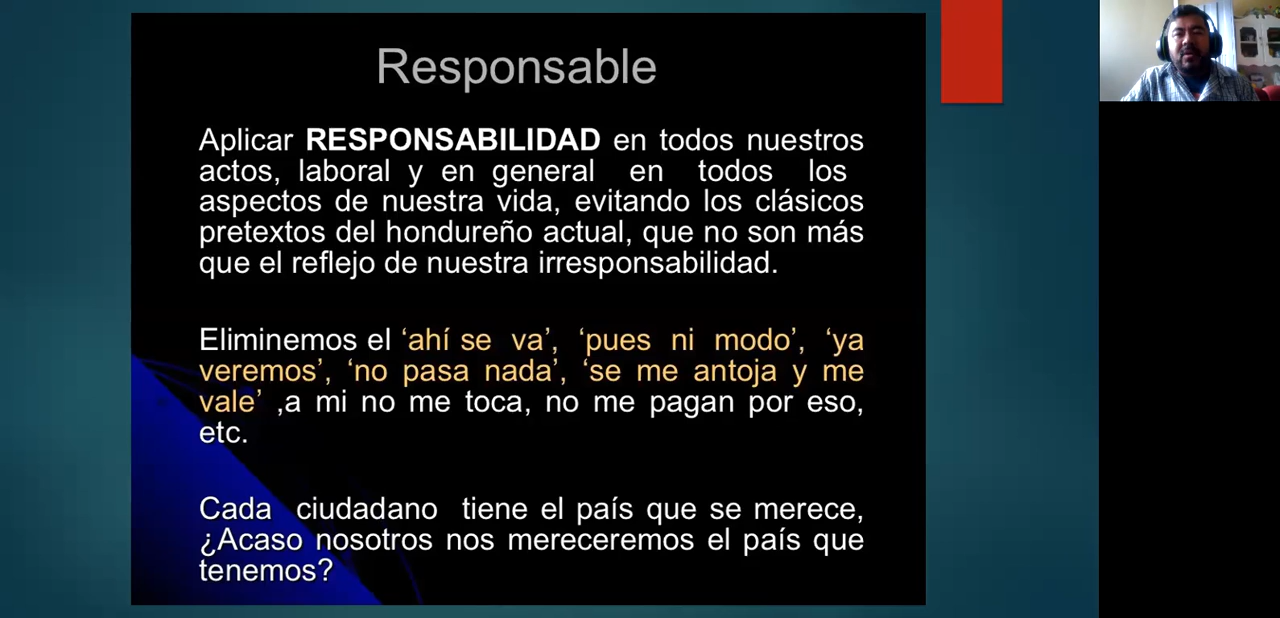 Responsable
Aplicar RESPONSABILIDAD en todos nuestros
actos, laboral y en general en todos los
aspectos de nuestra vida, evitando los clásicos
pretextos del hondureño actual, que no son más
que el reflejo de nuestra irresponsabilidad.
Eliminemos el ‘ahí se va’, ‘pues ni modo’, ‘ya
veremos’, ‘no pasa nada’, ‘se me antoja y me
vale’ ,a mi no me toca, no me pagan por eso,
etc.
Cada ciudadano tiene el país que se merece,
¿Acaso nosotros nos mereceremos el país que
tenemos?